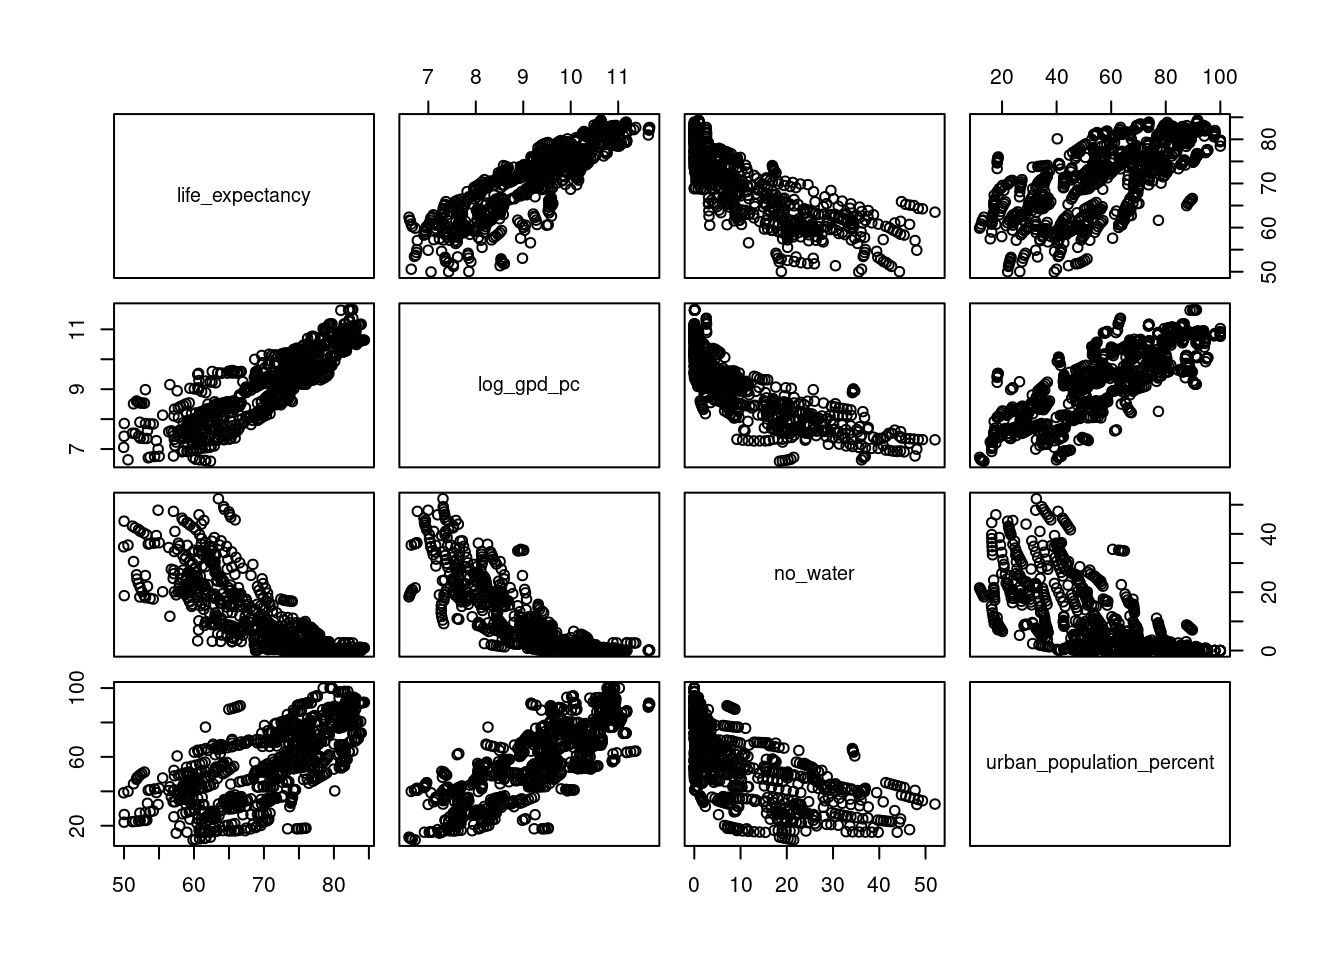 7 8 9 10 11
20 40 60 80 100
life_expectancy
50 60 70 80
7 9 11
log_gpd_pc
no_water
0 20 40
20 60 100
urban_population_percent
50 60 70 80
0 10 20 30 40 50